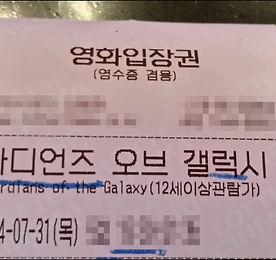 영화입장권
(영수증 겸용)
디언즈 오브 갤럭시
rdians of the Galaxy(12세이상관람가)
4-07-31(목)